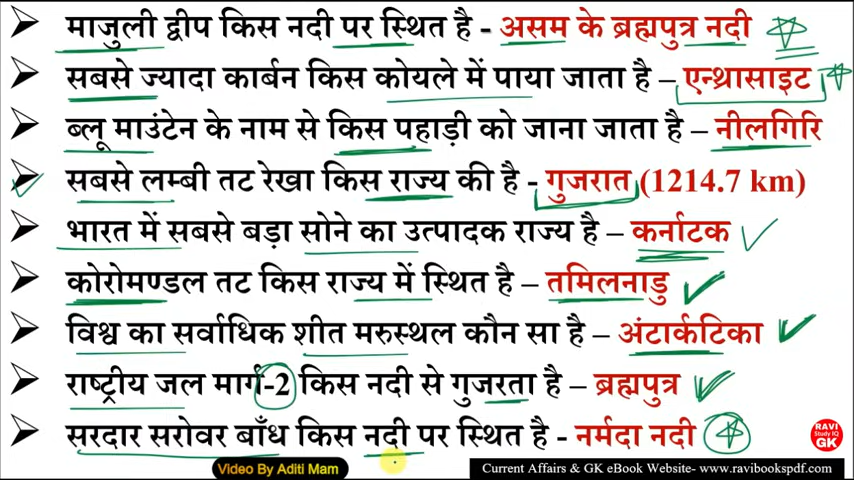 माजुली द्वीप किस नदी पर स्थित है - असम के ब्रह्मपुत्र नदी
सबसे ज्यादा कार्बन किस कोयले में पाया जाता है – एन्थ्रासाइट
ब्लू माउंटेन के नाम से किस पहाड़ी को जाना जाता है – नीलगिरि
सबसे लम्बी तट रेखा किस राज्य की है - गुजरात (1214.7 km)
भारत में सबसे बड़ा सोने का उत्पादक राज्य है – कर्नाटक
कोरोमण्डल तट किस राज्य में स्थित है – तमिलनाडु
विश्व का सर्वाधिक शीत मरुस्थल कौन सा है – अंटार्कटिका
राष्ट्रीय जल मार्ग-2 किस नदी से गुजरता है – ब्रह्मपुत्र
सरदार सरोवर बाँध किस नदी पर स्थित है - नर्मदा नदी
RAVI
Study IQ
GK
Video By Aditi Mam
Current Affairs & GK eBook Website- www.ravibookspdf.com